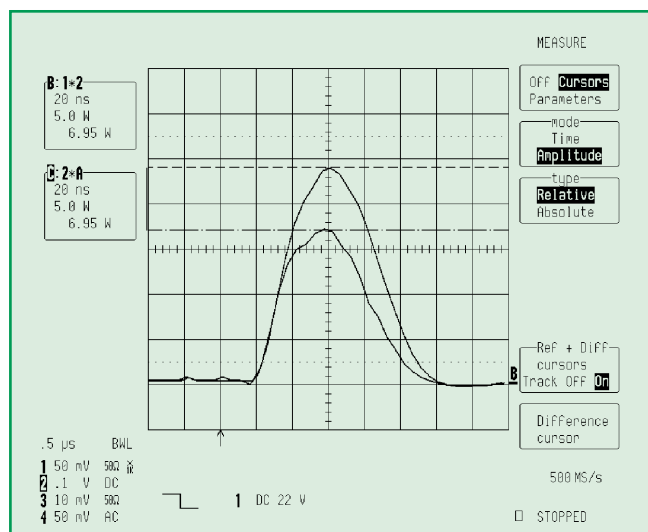 MEASURE
B:1*2
20 ns
5.0 W
6.95 W
:2*A
20 ns
5.0 W
6.95 W
Off Cursors
Parameters
mode
Time
Amplitude
type
Relative
Absolute
B
Ref + Diff
cursors
Track Off On
Difference
cursor
.5 µs BWL
1 50 mV 50Ω
2 .1 V DC
3 10 mV 50Ω
4 50 mV AC
1 DC 22 V
500 MS/s
STOPPED